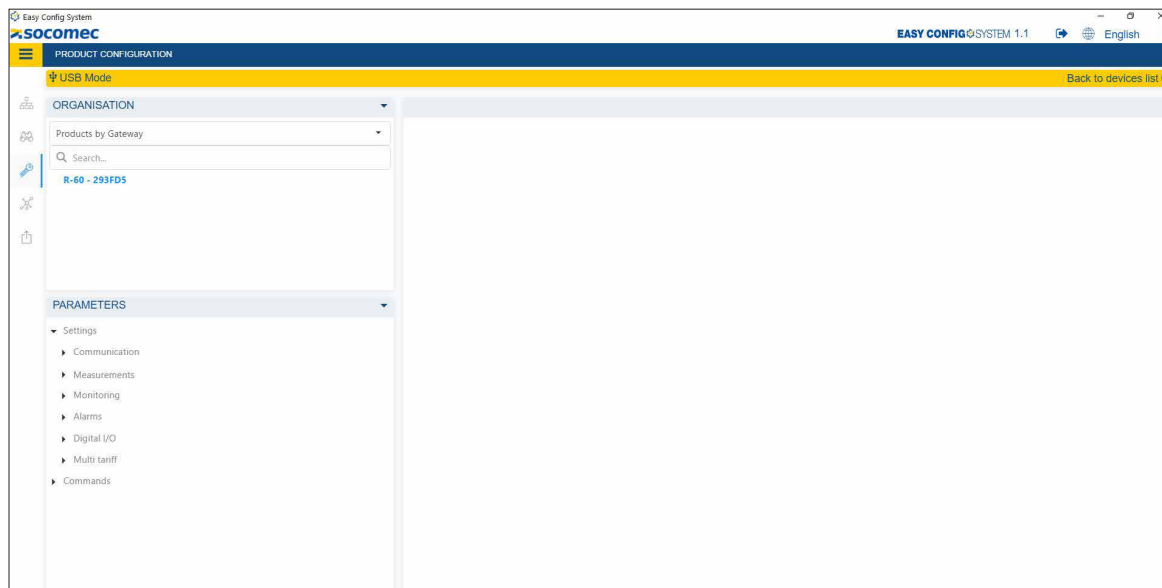 Easy Config System
socomec
EASY CONFIG SYSTEM 1.1
English
PRODUCT CONFIGURATION
USB Mode
Back to devices list
ORGANISATION
Products by Gateway
Search...
R-60 - 293FD5
PARAMETERS
Settings
Communication
Measurements
Monitoring
Alarms
Digital I/O
Multi tariff
Commands